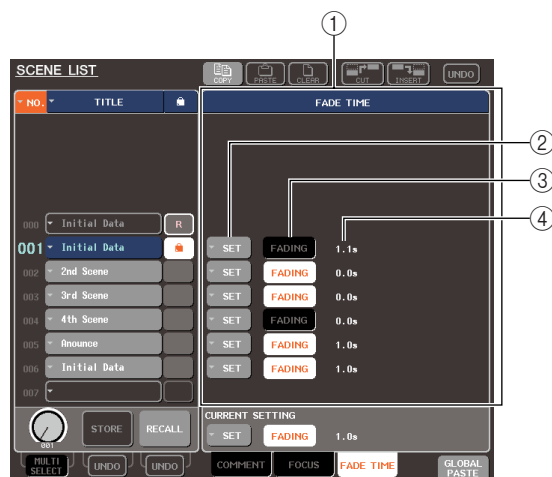 1
SCENE LIST COPY PASTE CLEAR CUT INSERT UNDO
NO. TITLE FADE TIME
2
3
000 Initial Data R 4
001 Initial Data SET FADING 1.1s
002 2nd Scene SET FADING 0.0s
003 3rd Scene SET FADING 0.0s
004 4th Scene SET FADING 0.0s
005 Anounce SET FADING 1.0s
006 Initial Data SET FADING 1.0s
007
CURRENT SETTING
001 STORE RECALL SET FADING 1.0s
MULTI SELECT UNDO UNDO COMMENT FOCUS FADE TIME GLOBAL PASTE